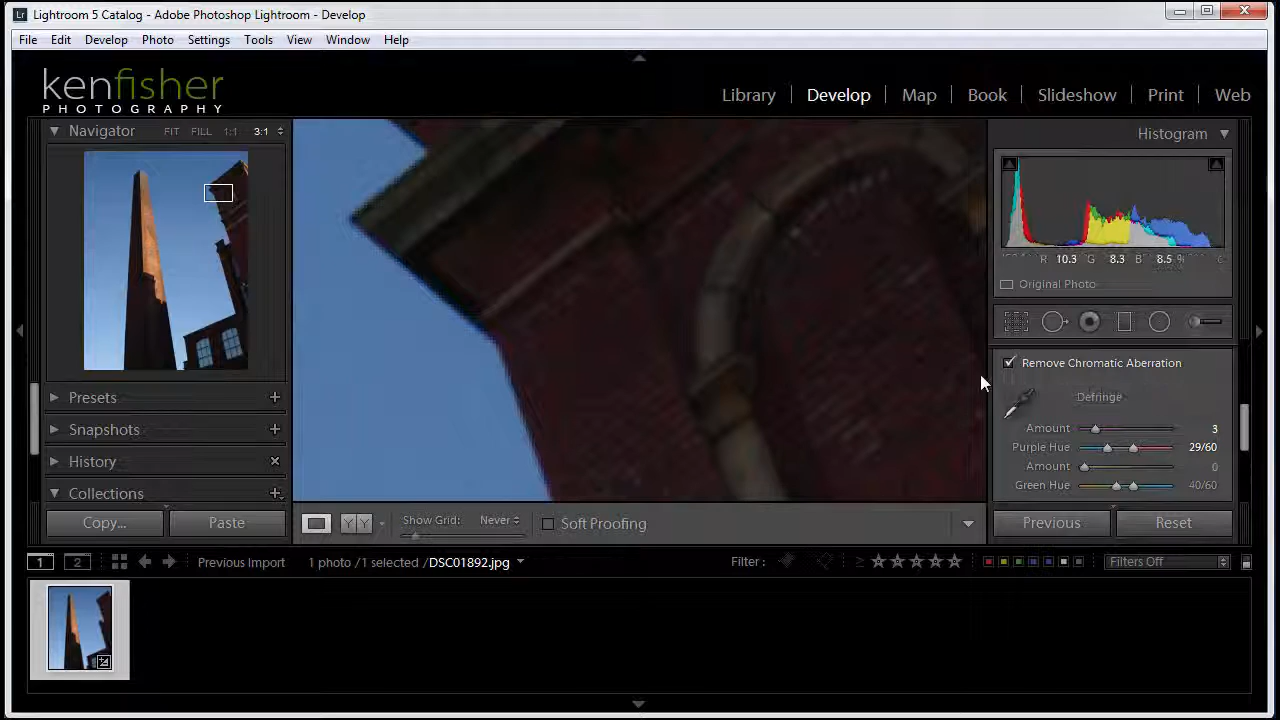 Lr Lightroom 5 Catalog - Adobe Photoshop Lightroom - Develop
File Edit Develop Photo Settings Tools View Window Help
kenfisher
PHOTOGRAPHY
Library Develop Map Book Slideshow Print Web
Navigator FIT FILL 1:1 3:1
Histogram
R 10.3 G 8.3 B 8.5 %
Original Photo
Remove Chromatic Aberration
Defringe
Amount 3
Purple Hue 29/60
Amount 0
Green Hue 40/60
Presets
Snapshots
History
Collections
Copy... Paste
Show Grid: Never Soft Proofing
Previous Reset
1 2 Previous Import 1 photo /1 selected /DSC01892.jpg Filter : Filters Off